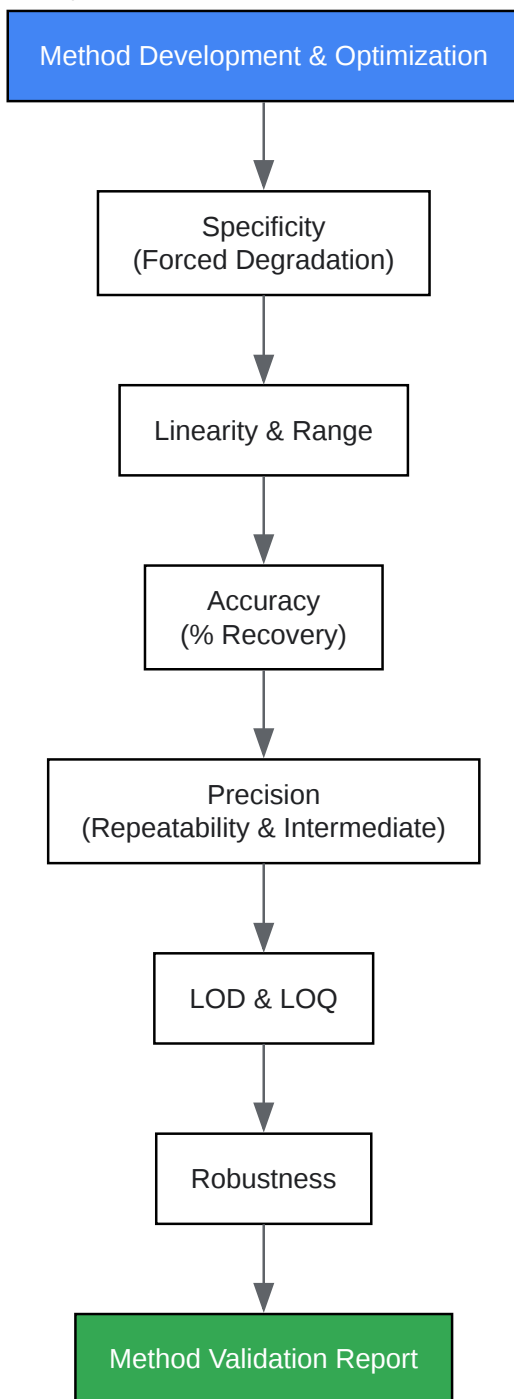 Method Development & Optimization
Specificity
(Forced Degradation)
Linearity & Range
Accuracy
(% Recovery)
Precision
(Repeatability & Intermediate)
LOD & LOQ
Robustness
Method Validation Report